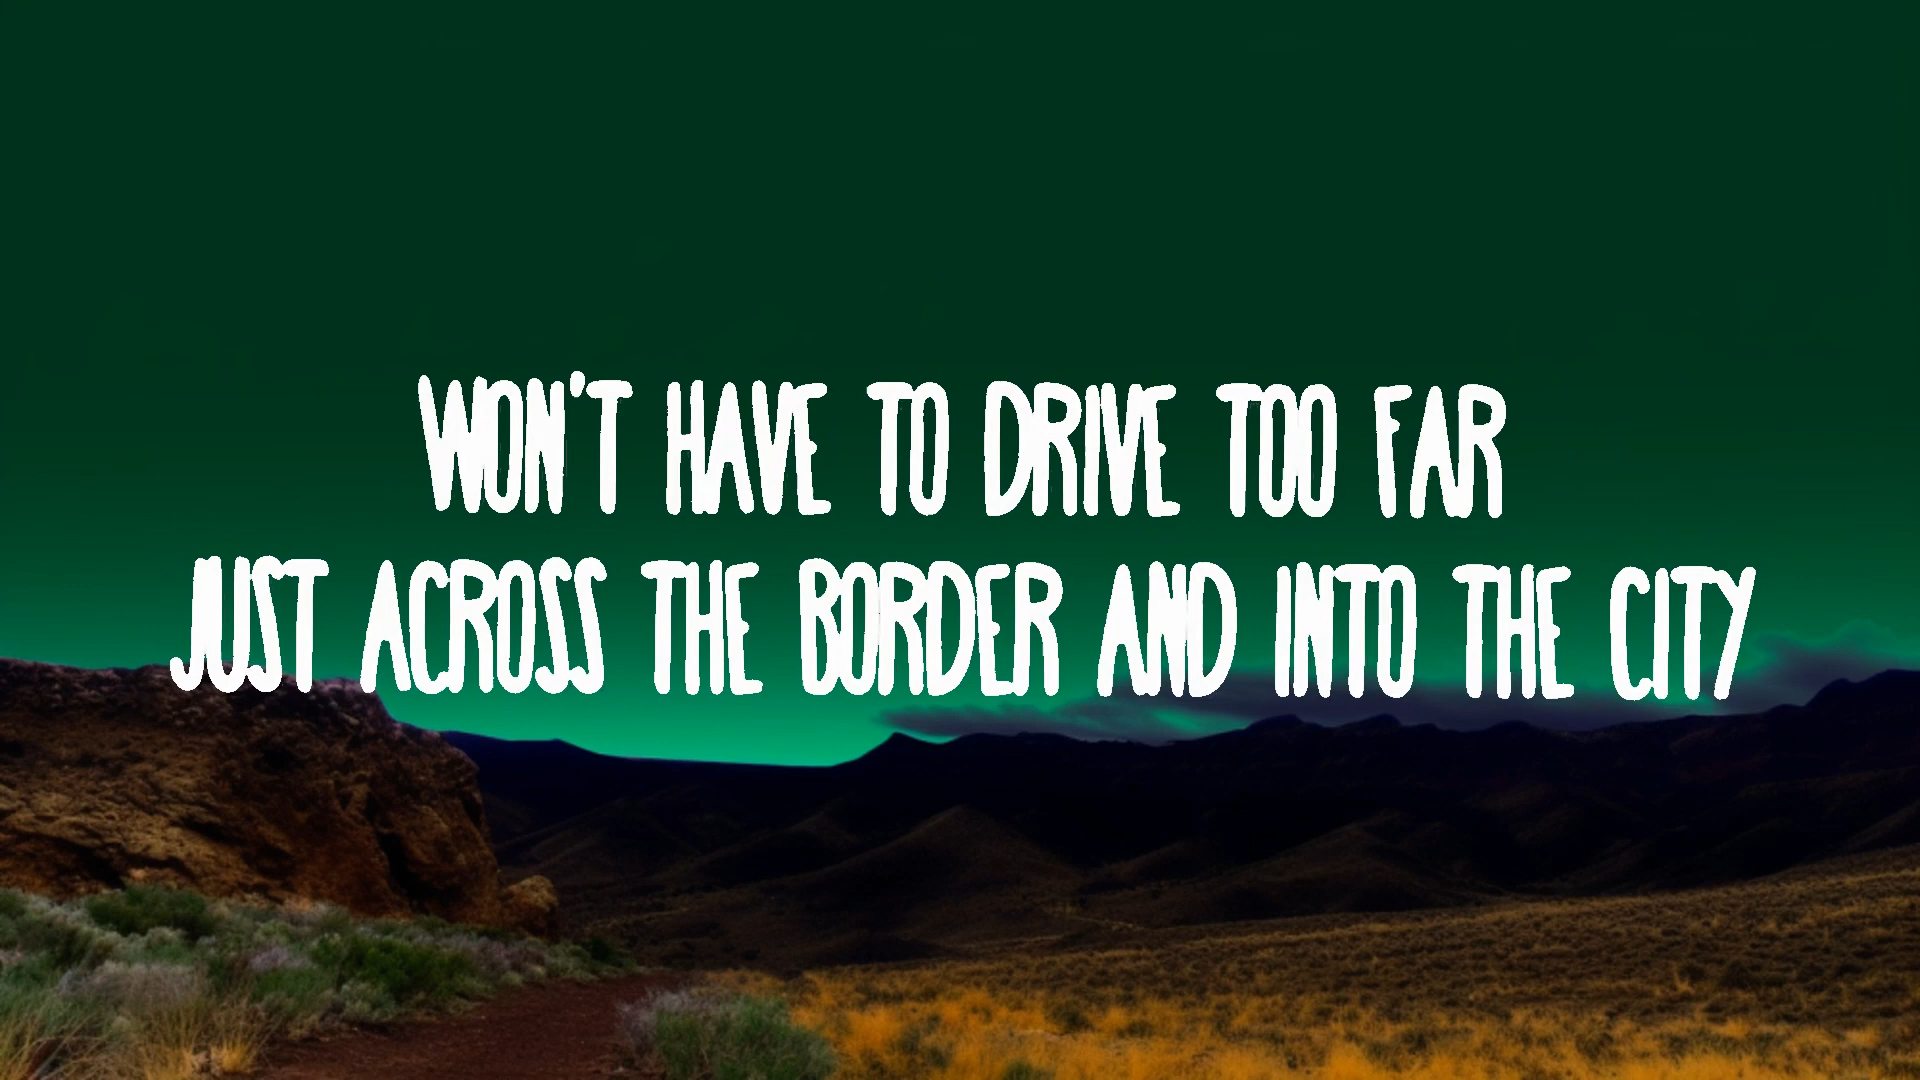 WON'T HAVE TO DRIVE TOO FAR
JUST ACROSS THE BORDER AND INTO THE CITY